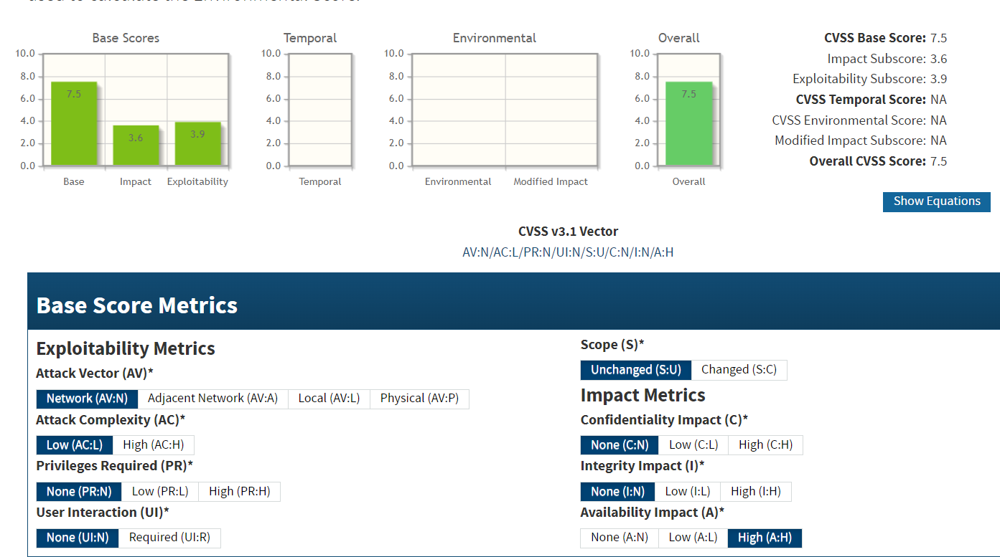 used to calculate the Environmental Score.
Base Scores
10.0
8.0
6.0
4.0
2.0
0.0
7.5
3.6
3.9
Base Impact Exploitability
Temporal
10.0
8.0
6.0
4.0
2.0
0.0
Temporal
Environmental
10.0
8.0
6.0
4.0
2.0
0.0
Environmental Modified Impact
Overall
10.0
8.0
6.0
4.0
2.0
0.0
7.5
Overall
CVSS Base Score: 7.5
Impact Subscore: 3.6
Exploitability Subscore: 3.9
CVSS Temporal Score: NA
CVSS Environmental Score: NA
Modified Impact Subscore: NA
Overall CVSS Score: 7.5
Show Equations
CVSS v3.1 Vector
AV:N/AC:L/PR:N/UI:N/S:U/C:N/I:N/A:H
Base Score Metrics
Exploitability Metrics
Attack Vector (AV)*
Network (AV:N) Adjacent Network (AV:A) Local (AV:L) Physical (AV:P)
Attack Complexity (AC)*
Low (AC:L) High (AC:H)
Privileges Required (PR)*
None (PR:N) Low (PR:L) High (PR:H)
User Interaction (UI)*
None (UI:N) Required (UI:R)
Scope (S)*
Unchanged (S:U) Changed (S:C)
Impact Metrics
Confidentiality Impact (C)*
None (C:N) Low (C:L) High (C:H)
Integrity Impact (I)*
None (I:N) Low (I:L) High (I:H)
Availability Impact (A)*
None (A:N) Low (A:L) High (A:H)